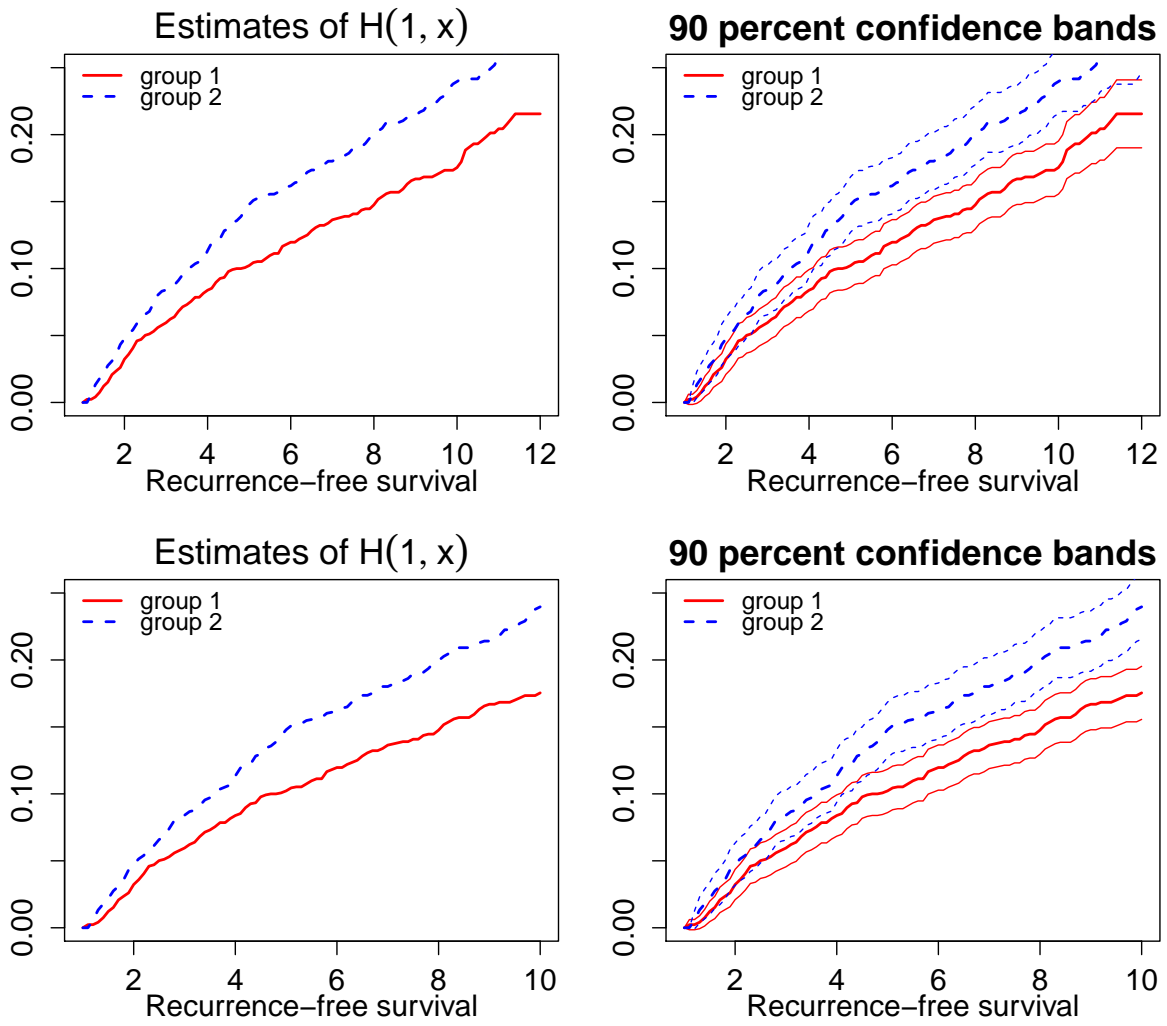 Estimates of H(1, x)
group 1
group 2
0.00 0.10 0.20
2 4 6 8 10 12
Recurrence−free survival
90 percent confidence bands
group 1
group 2
0.00 0.10 0.20
2 4 6 8 10 12
Recurrence−free survival
Estimates of H(1, x)
group 1
group 2
0.00 0.10 0.20
2 4 6 8 10
Recurrence−free survival
90 percent confidence bands
group 1
group 2
0.00 0.10 0.20
2 4 6 8 10
Recurrence−free survival